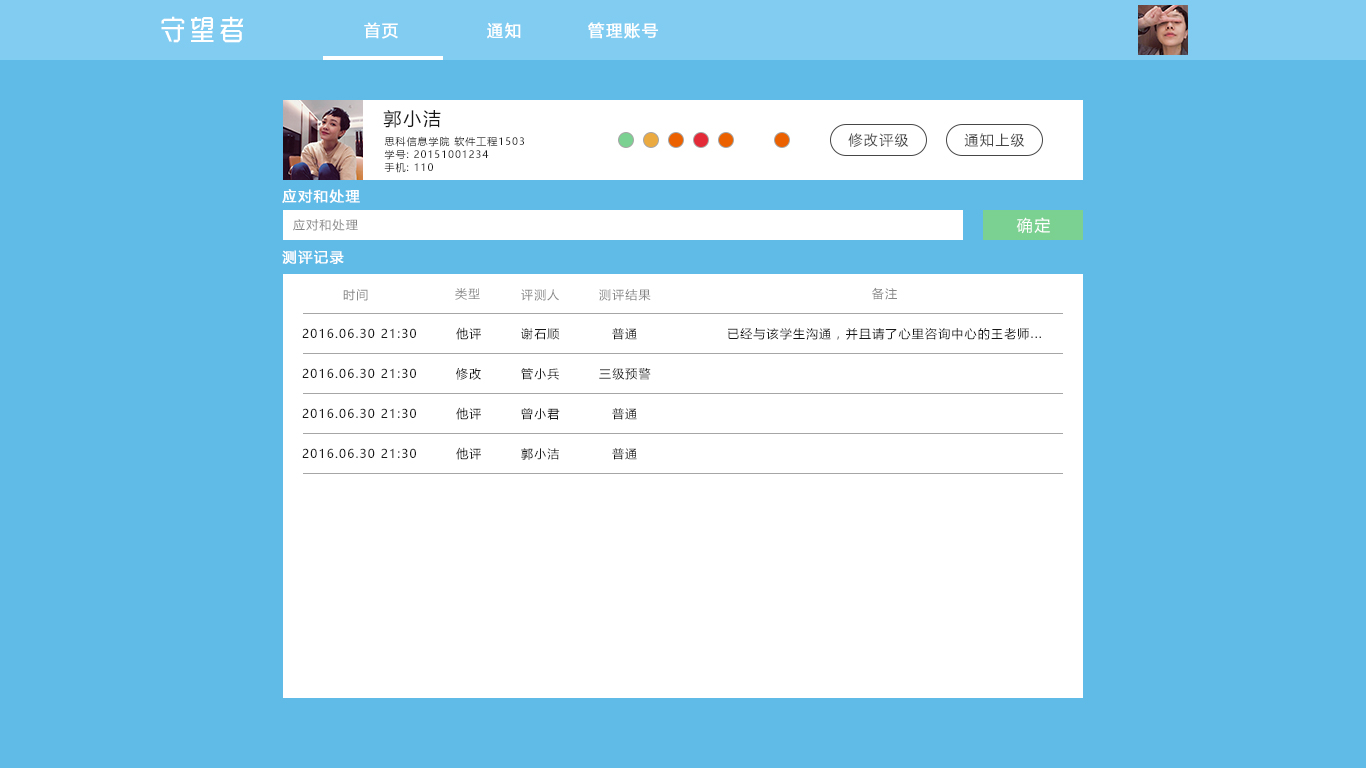 守望者
首页 通知 管理账号
郭小洁
思科信息学院 软件工程1503
学号: 20151001234
手机: 110
修改评级 通知上级
应对和处理
应对和处理 确定
测评记录
时间 类型 评测人 测评结果 备注
2016.06.30 21:30 他评 谢石顺 普通 已经与该学生沟通，并且请了心里咨询中心的王老师...
2016.06.30 21:30 修改 管小兵 三级预警
2016.06.30 21:30 他评 曾小君 普通
2016.06.30 21:30 他评 郭小洁 普通